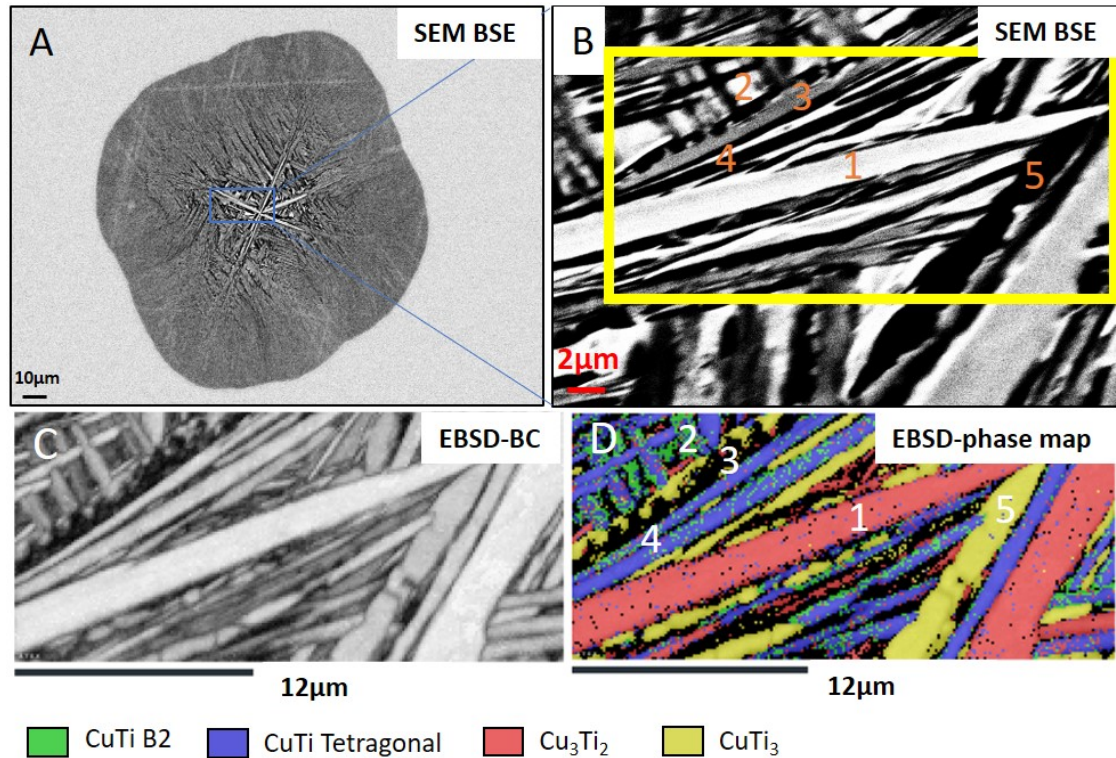 A
SEM BSE
10μm
B
SEM BSE
2
3
4
1
5
2μm
C
EBSD-BC
12μm
D
EBSD-phase map
2
3
1
4
5
12μm
CuTi B2
CuTi Tetragonal
Cu₃Ti₂
CuTi₃